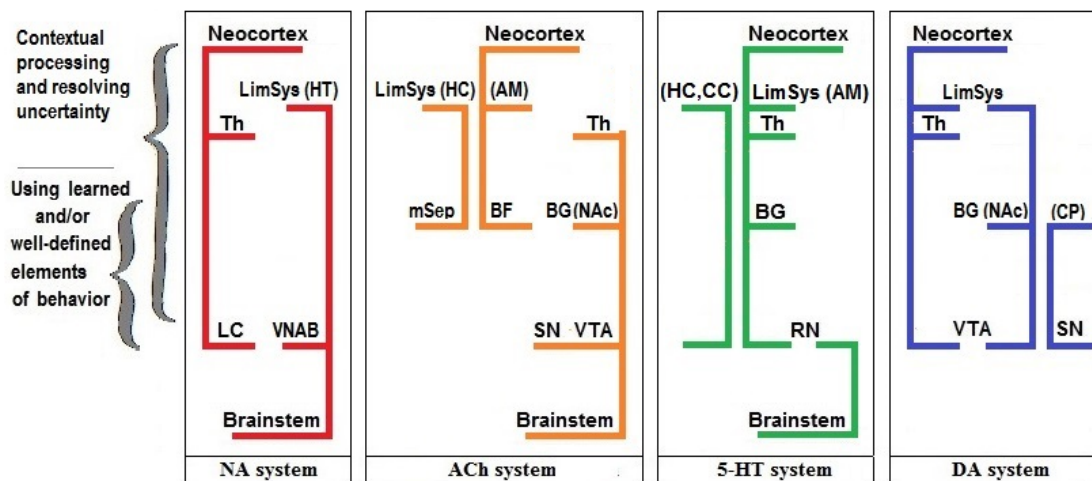 Contextual
processing
and resolving
uncertainty
Using learned
and/or
well-defined
elements
of behavior
Neocortex
LimSys (HT)
Th
LC VNAB
Brainstem
NA system
Neocortex
LimSys (HC) (AM)
Th
mSep BF BG (NAc)
SN VTA
Brainstem
ACh system
Neocortex
(HC,CC) LimSys (AM)
Th
BG
RN
Brainstem
5-HT system
Neocortex
LimSys
Th
BG (NAc) (CP)
VTA SN
DA system